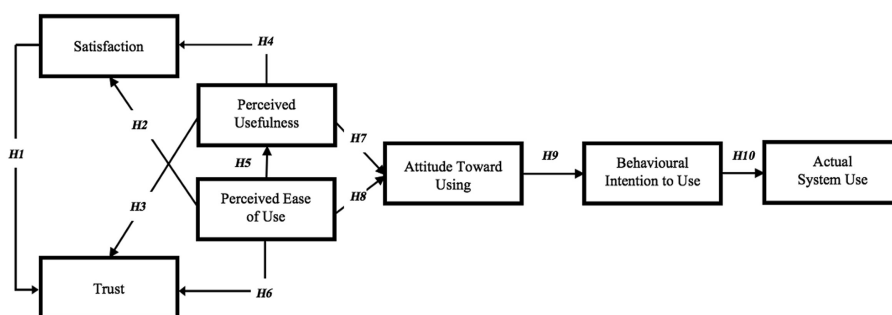 Satisfaction
H4
Perceived
Usefulness
H2
H7
H1
H5
Attitude Toward
Using
H9
Behavioural
Intention to Use
H10
Actual
System Use
Perceived Ease
of Use
H8
H3
Trust
H6